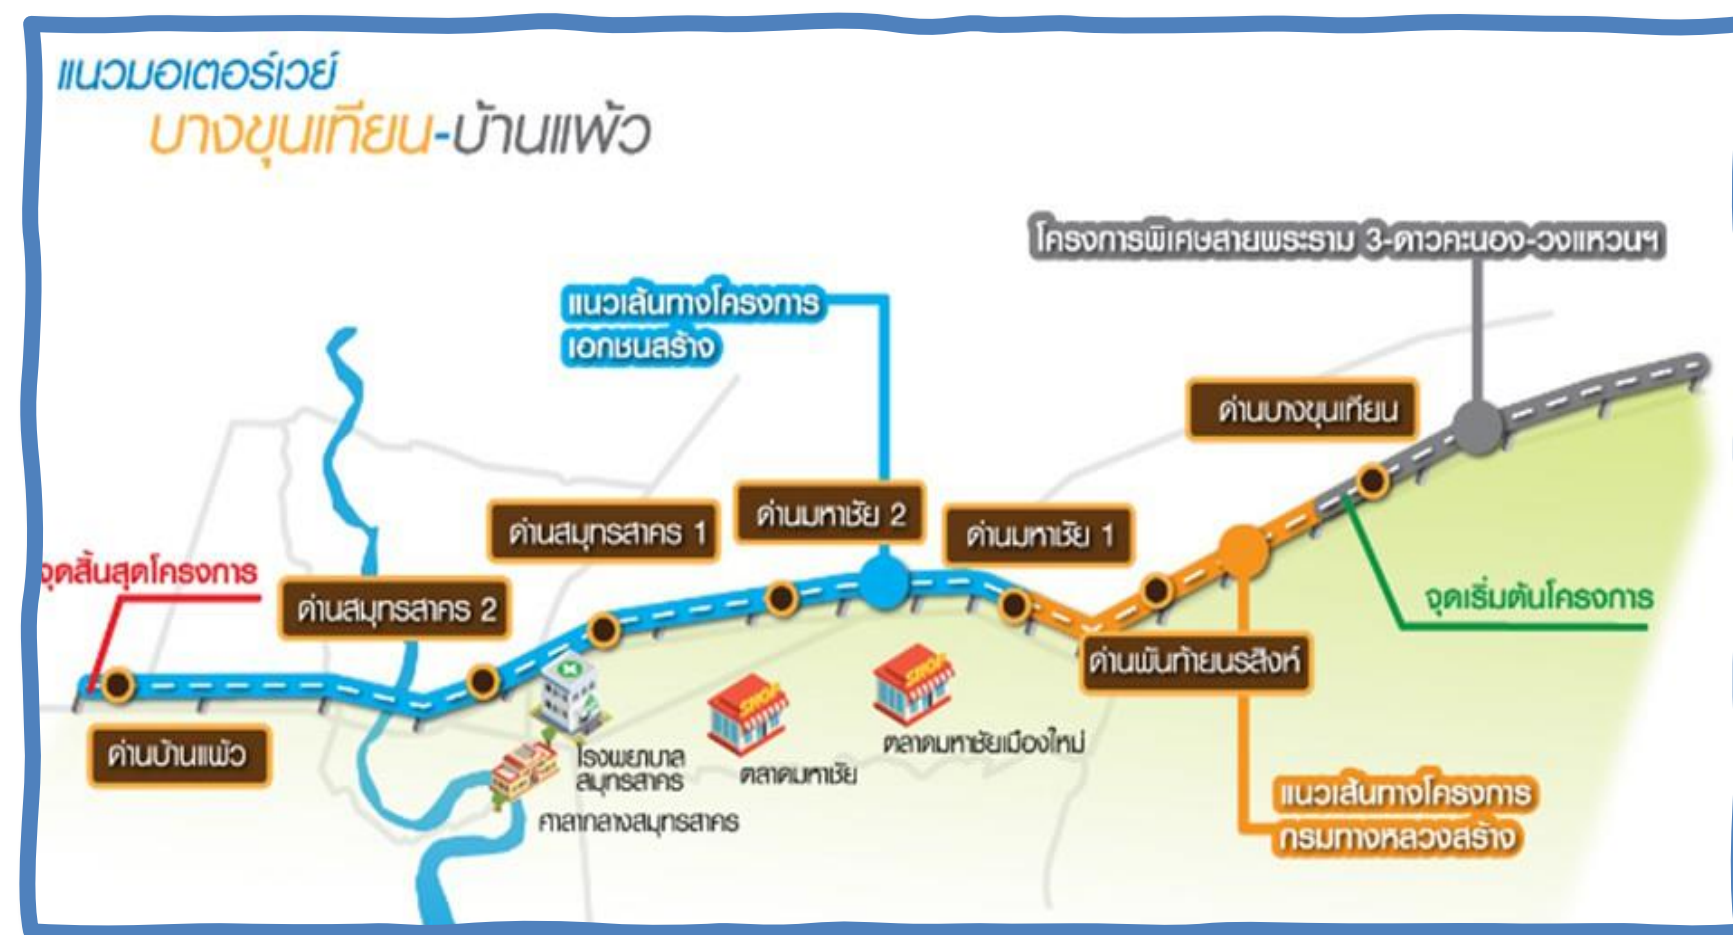 แนวมอเตอร์เวย์
บางขุนเทียน-บ้านแพ้ว
โครงการพิเศษสายพระราม 3-ดาวคะนอง-วงแหวนฯ
แนวเส้นทางโครงการ
เอกชนสร้าง
ด่านบางขุนเทียน
ด่านมหาชัย 2
ด่านสมุทรสาคร 1
ด่านมหาชัย 1
จุดสิ้นสุดโครงการ
ด่านสมุทรสาคร 2
จุดเริ่มต้นโครงการ
ด่านพันท้ายนรสิงห์
SHOP
SHOP
ด่านบ้านแพ้ว
โรงพยาบาล
สมุทรสาคร
ตลาดมหาชัย
ตลาดมหาชัยเมืองใหม่
ศาลากลางสมุทรสาคร
แนวเส้นทางโครงการ
กรมทางหลวงสร้าง